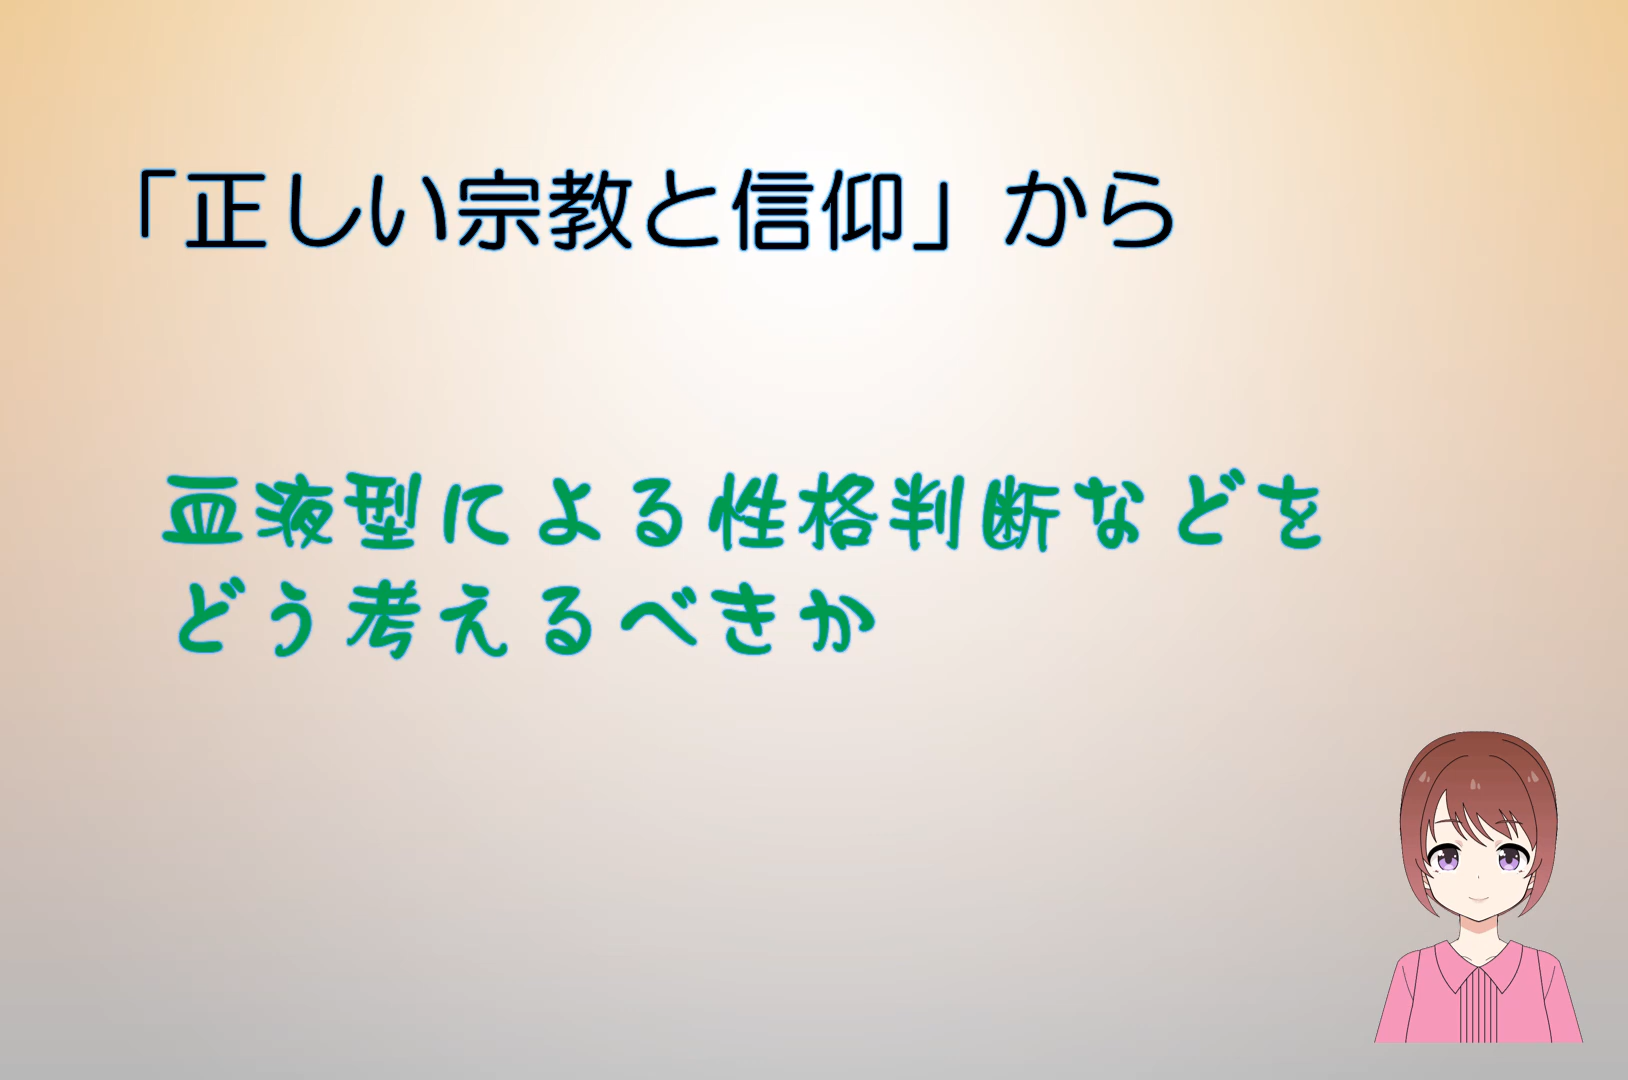 「正しい宗教と信仰」から
血液型による性格判断などを
どう考えるべきか